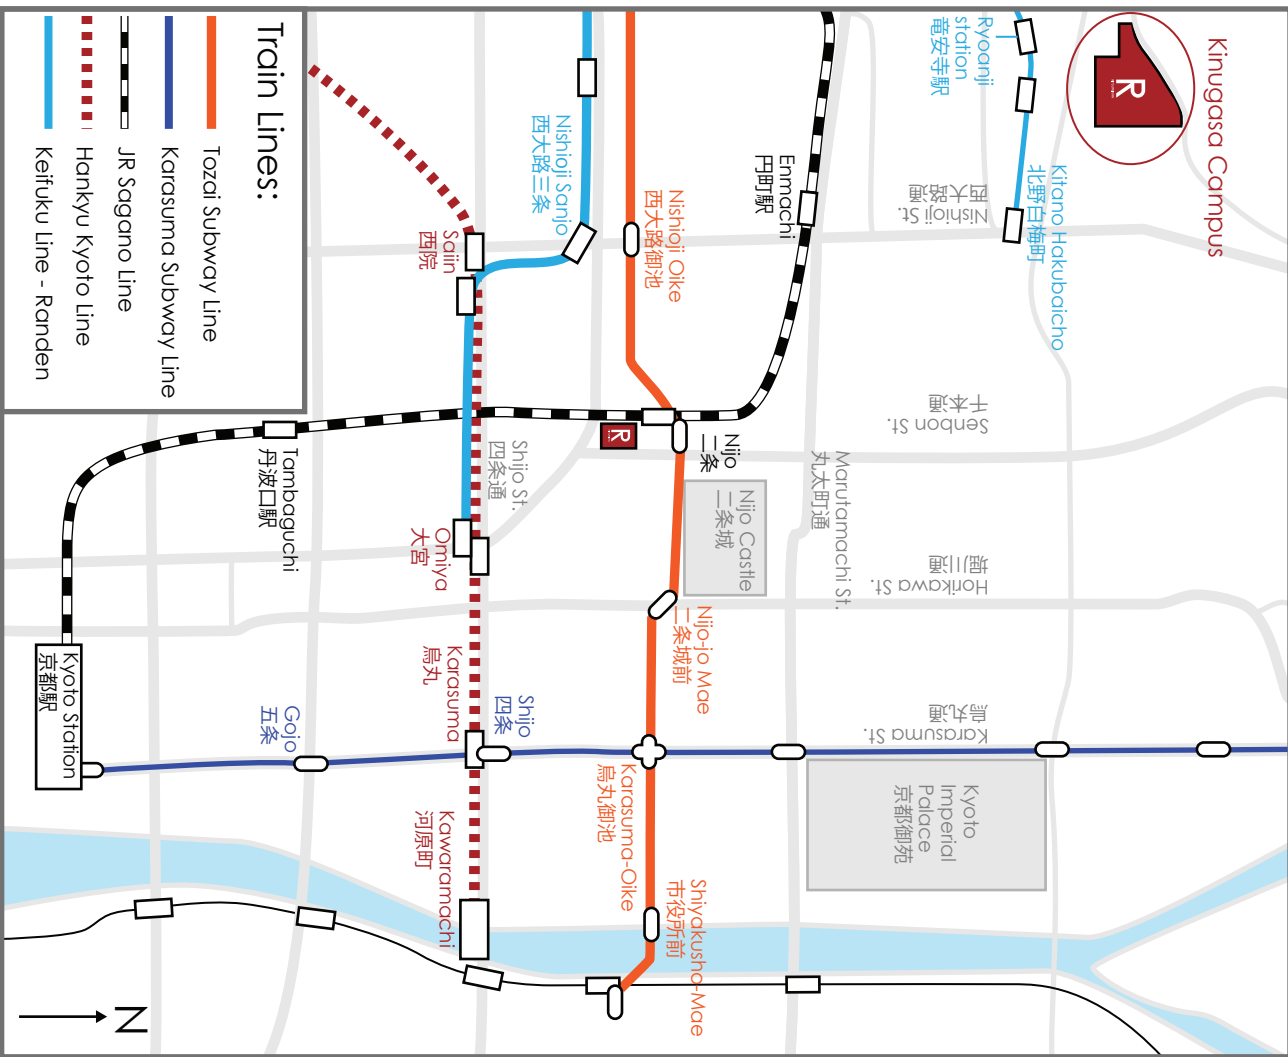 Kinugasa Campus
R
Ryoanji
station
竜安寺駅
Kitano Hakubaicho
北野白梅町
西大路通
Nishioji St.
Enmachi
円町駅
Nishioji Sanjo
西大路三条
Nishioji Oike
西大路御池
Saiin
西院
千本通
Senbon St.
Marutamachi St.
丸太町通
Nijo
二条
R
Nijo Castle
二条城
Shijo St.
四条通
Tambaguchi
丹波口駅
Omiya
大宮
堀川通
Horikawa St.
Nijo-jo Mae
二条城前
Karasuma
烏丸
Shijo
四条
Gojo
五条
Kyoto Station
京都駅
烏丸通
Karasuma St.
Karasuma-Oike
烏丸御池
Kyoto
Imperial
Palace
京都御苑
Kawaramachi
河原町
Shiyakusho-Mae
市役所前
Train Lines:
Tozai Subway Line
Karasuma Subway Line
JR Sagano Line
Hankyu Kyoto Line
Keifuku Line - Randen
N